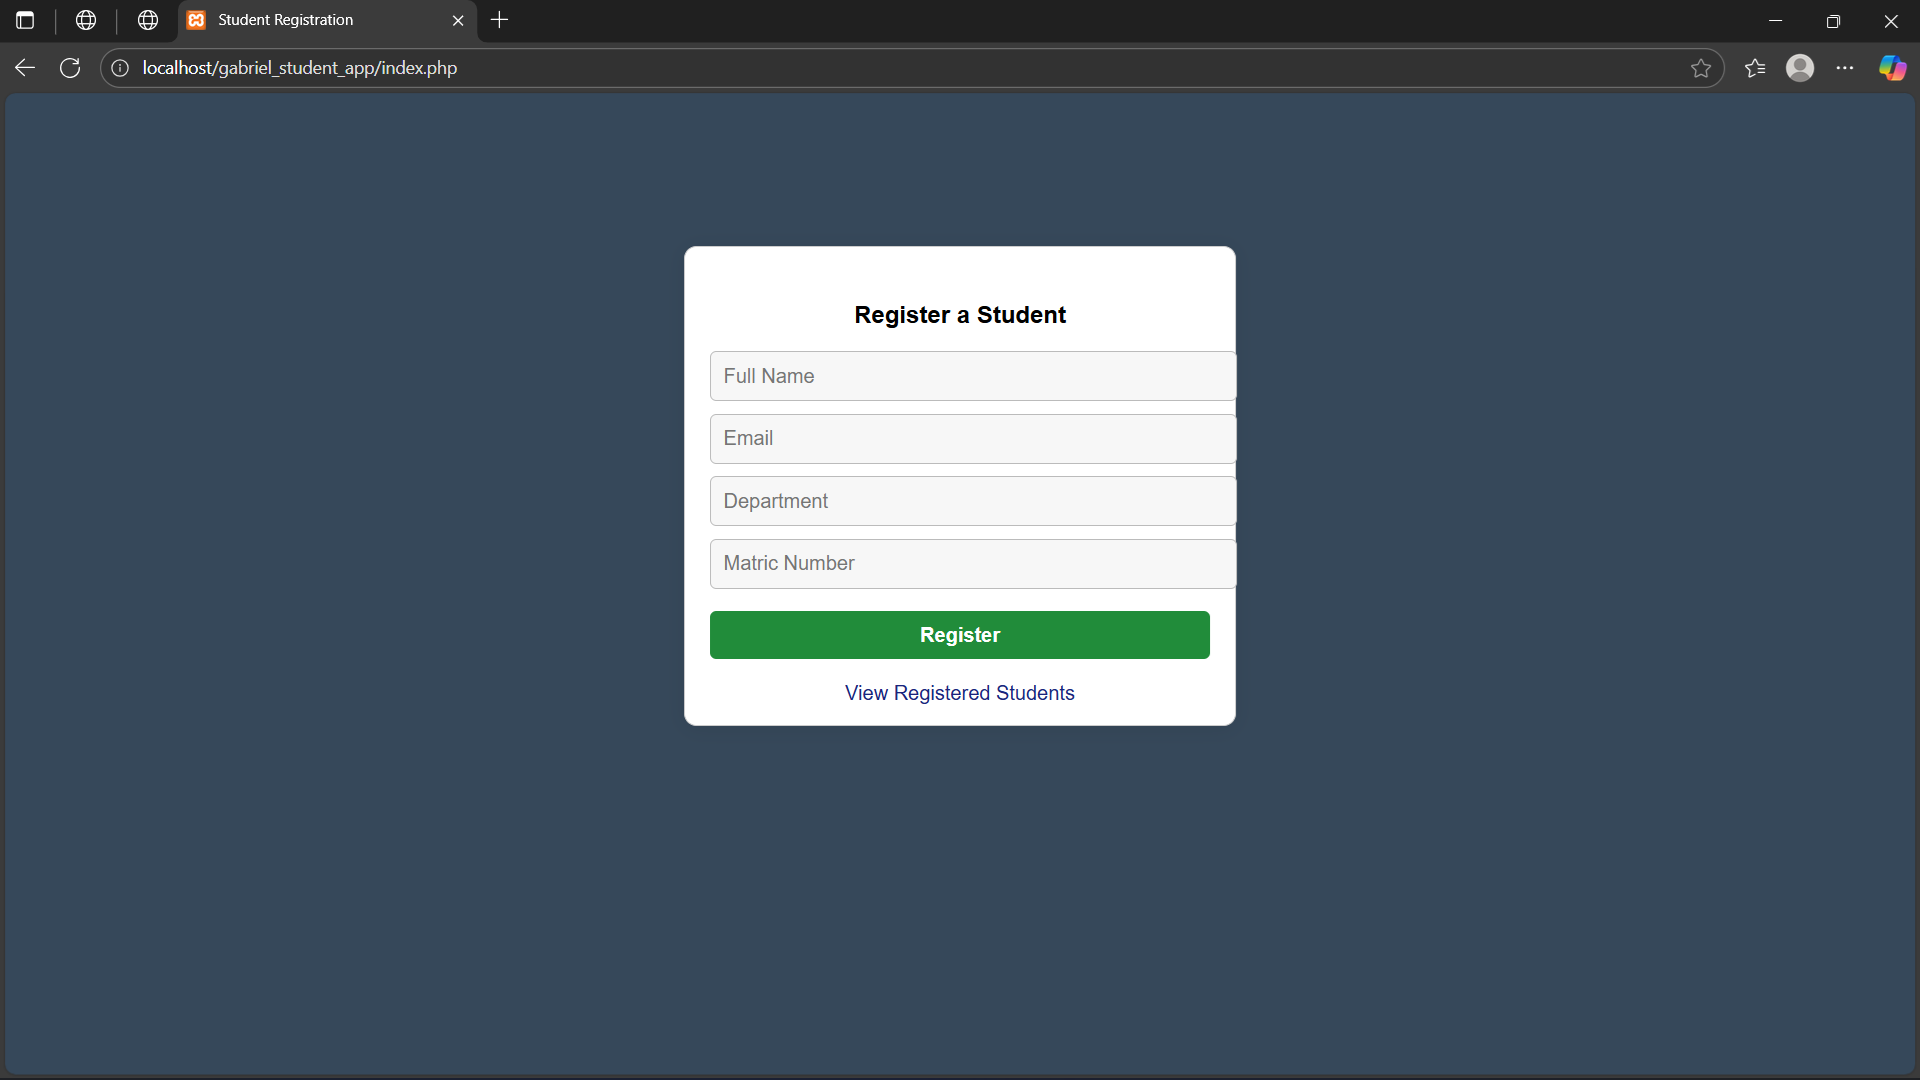 Student Registration
localhost/gabriel_student_app/index.php
Register a Student
Full Name
Email
Department
Matric Number
Register
View Registered Students